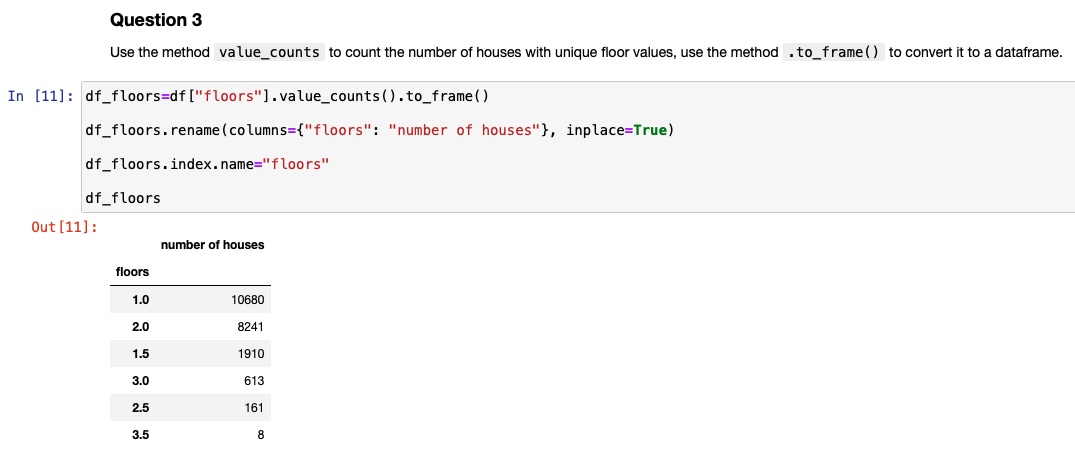 Question 3
Use the method value_counts to count the number of houses with unique floor values, use the method .to_frame() to convert it to a dataframe.
In [11]: df_floors=df["floors"].value_counts().to_frame()
df_floors.rename(columns={"floors": "number of houses"}, inplace=True)
df_floors.index.name="floors"
df_floors
Out[11]:
number of houses
floors
1.0 10680
2.0 8241
1.5 1910
3.0 613
2.5 161
3.5 8